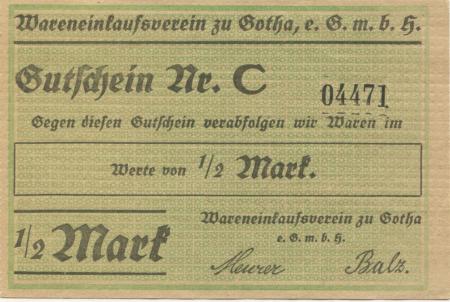 Wareneinkaufsverein zu Gotha, e. G. m. b. H.
Gutschein Nr. C 04471
Gegen diesen Gutschein verabfolgen wir Waren im
Werte von 1/2 Mark.
1/2 Mark
Wareneinkaufsverein zu Gotha
e. G. m. b. H.
Meurer Balz.